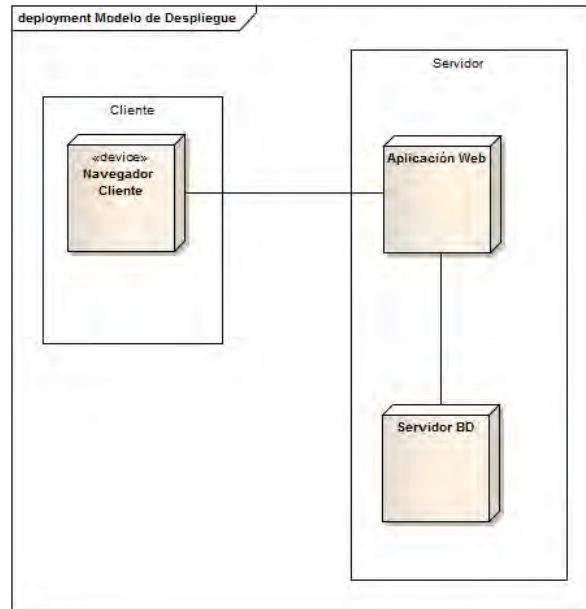 deployment Modelo de Despliegue
Servidor
Cliente
«device»
Navegador
Cliente
Aplicación Web
Servidor BD